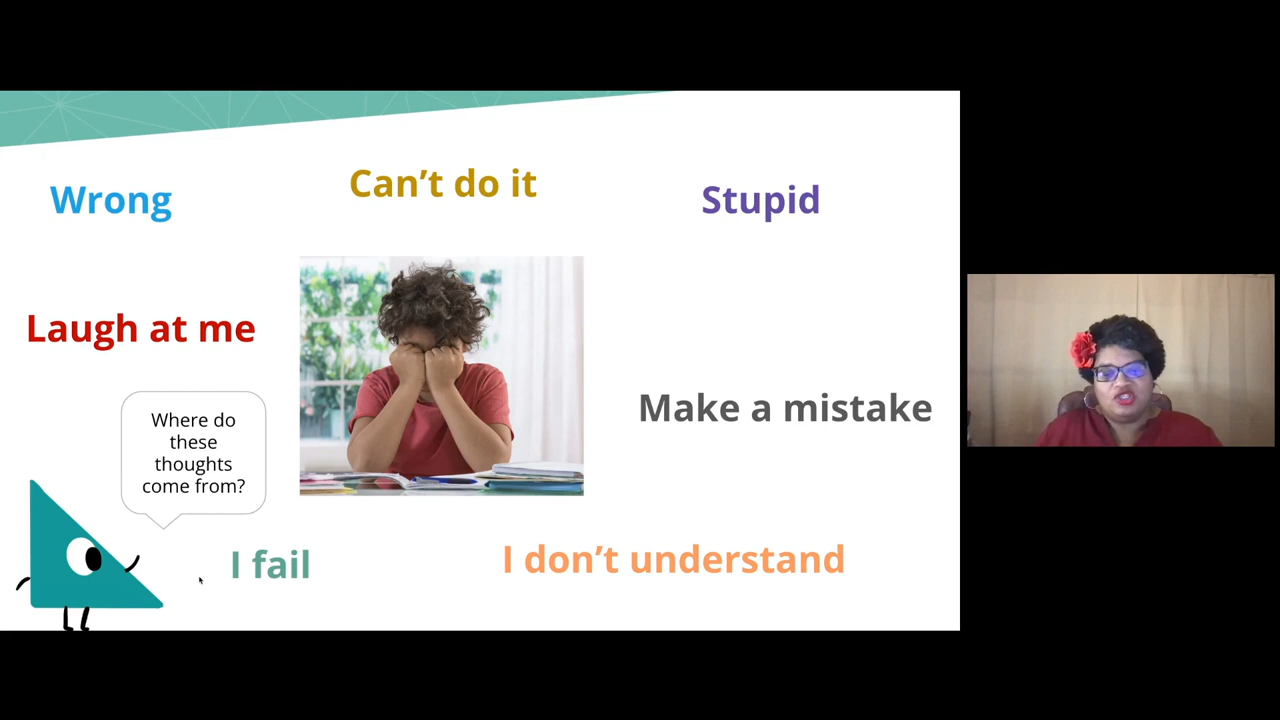 Can’t do it
Wrong
Stupid
Laugh at me
Make a mistake
Where do
these
thoughts
come from?
I fail
I don’t understand